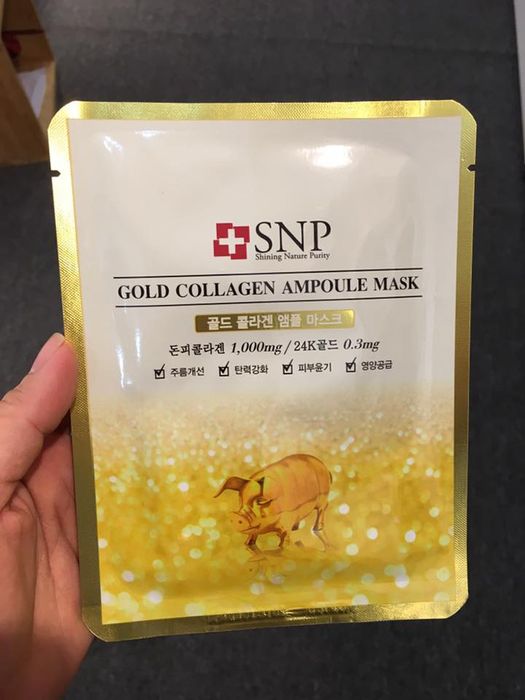 SNP
Shining Nature Purity
GOLD COLLAGEN AMPOULE MASK
골드 콜라겐 앰플 마스크
돈피콜라겐 1,000mg / 24K골드 0.3mg
주름개선 탄력강화 피부윤기 영양공급